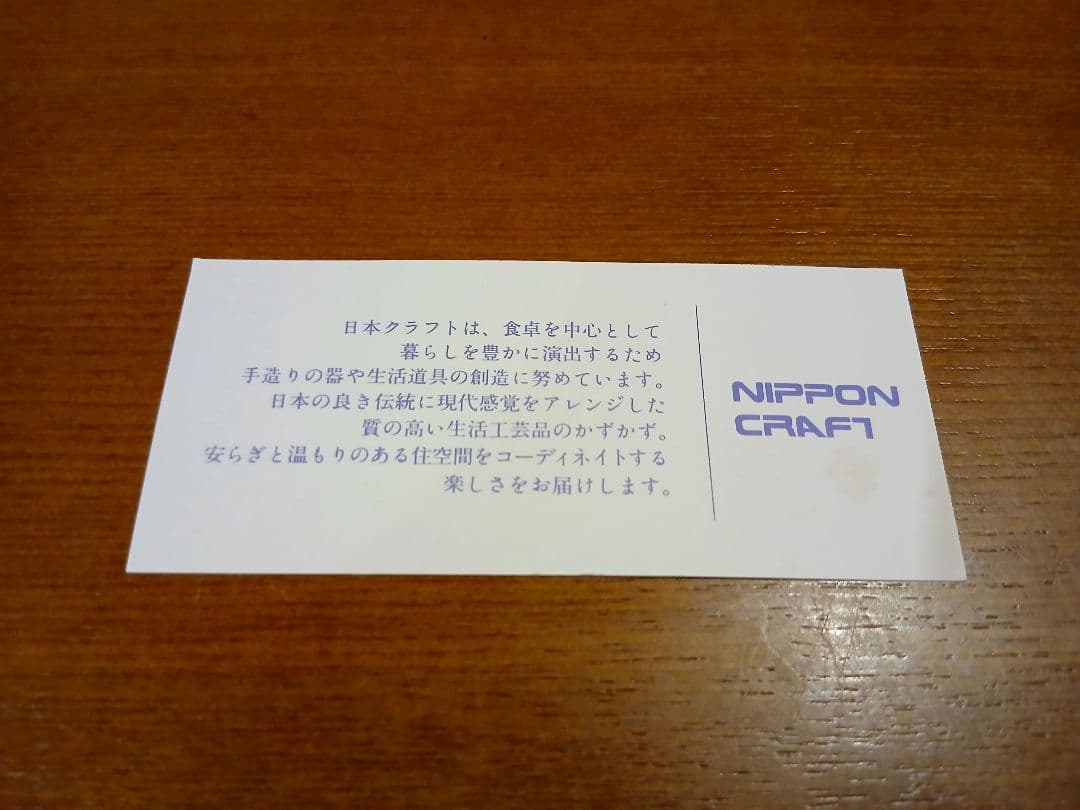 日本クラフトは、食卓を中心として
暮らしを豊かに演出するため
手造りの器や生活道具の創造に努めています。
日本の良き伝統に現代感覚をアレンジした
質の高い生活工芸品のかずかず。
安らぎと温もりのある住空間をコーディネイトする
楽しさをお届けします。
NIPPON
CRAFT